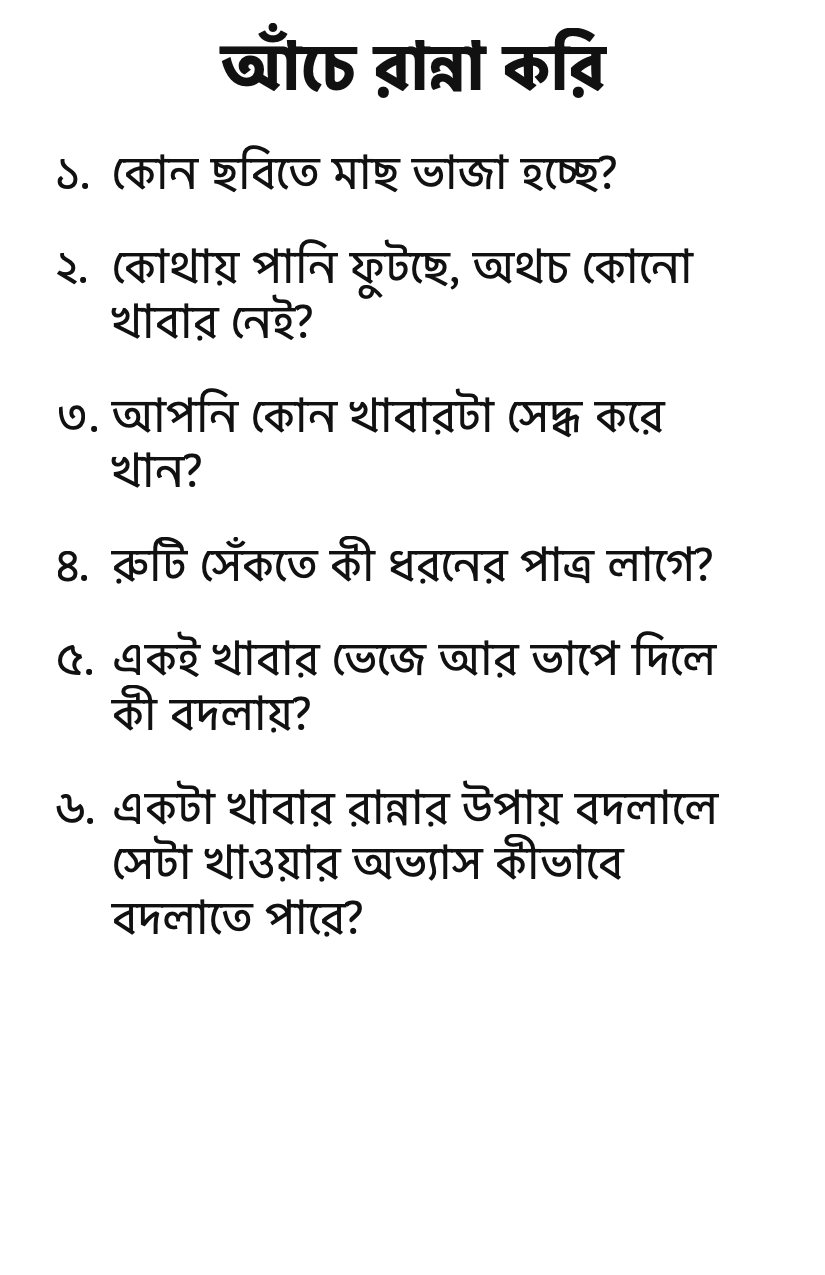 আঁচে রান্না করি
১. কোন ছবিতে মাছ ভাজা হচ্ছে?
২. কোথায় পানি ফুটছে, অথচ কোনো
খাবার নেই?
৩. আপনি কোন খাবারটা সেদ্ধ করে
খান?
৪. রুটি সেঁকতে কী ধরনের পাত্র লাগে?
৫. একই খাবার ভেজে আর ভাপে দিলে
কী বদলায়?
৬. একটা খাবার রান্নার উপায় বদলালে
সেটা খাওয়ার অভ্যাস কীভাবে
বদলাতে পারে?